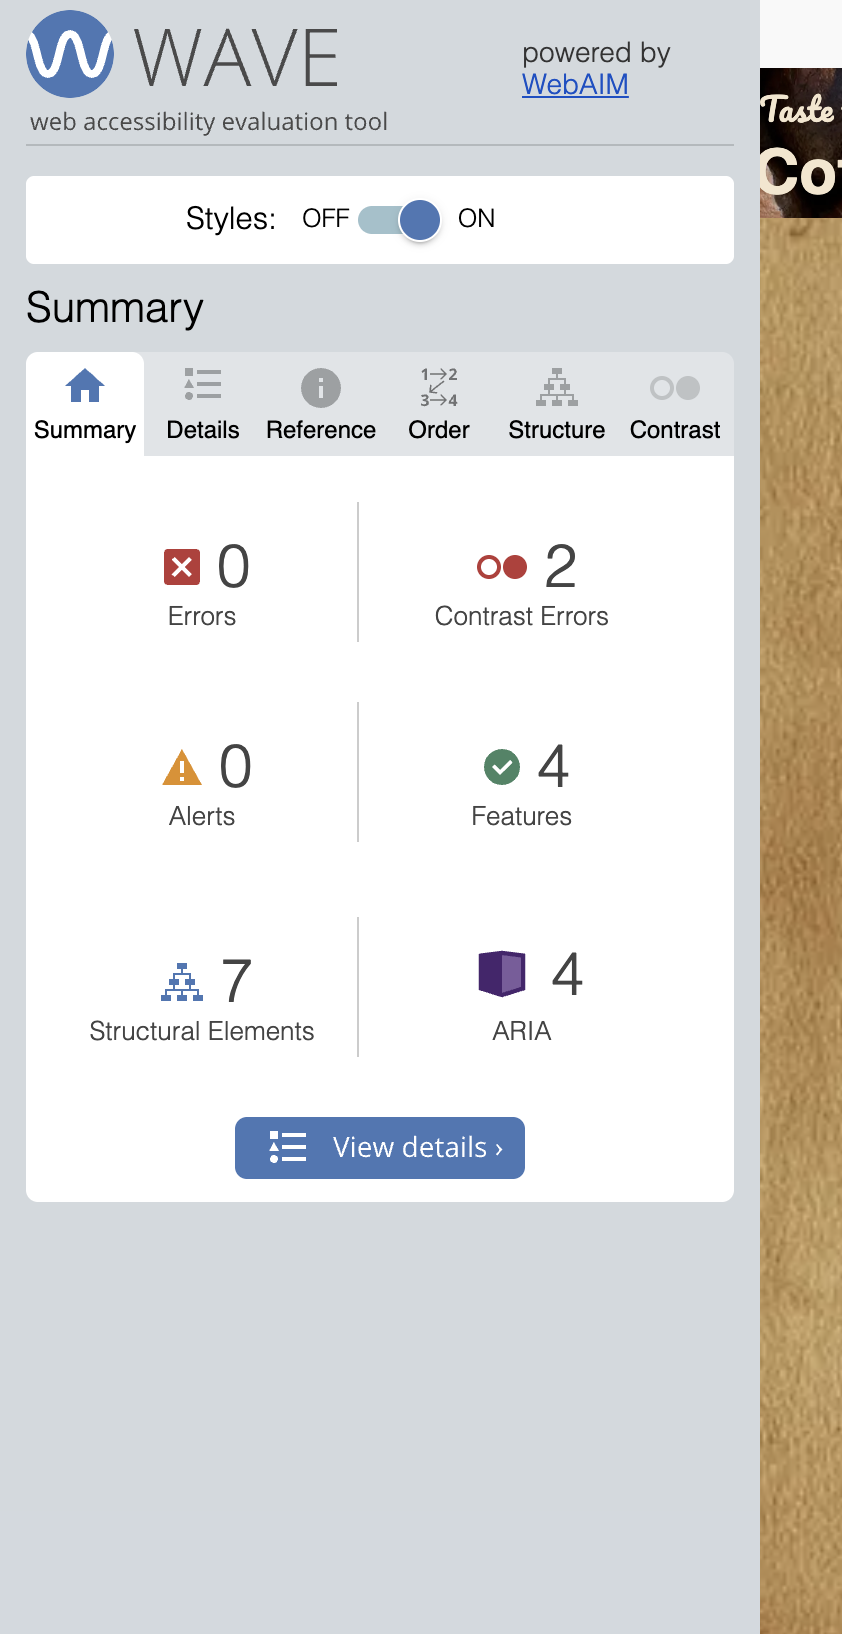 WAVE
powered by
WebAIM
web accessibility evaluation tool
Styles: OFF ON
Summary
1 2
3 4
Summary Details Reference Order Structure Contrast
0 2
Errors Contrast Errors
0 4
Alerts Features
7 4
Structural Elements ARIA
View details ›
Taste